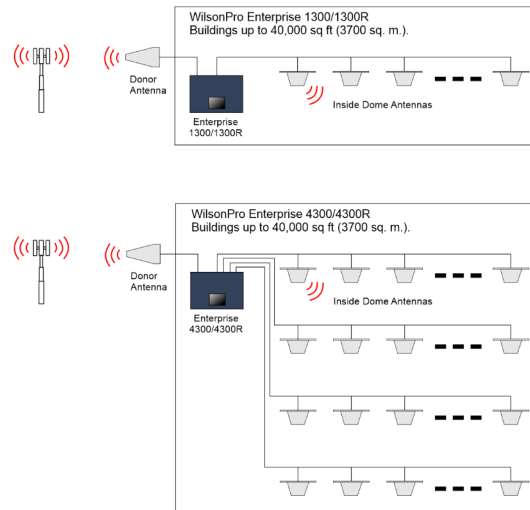 WilsonPro Enterprise 1300/1300R
Buildings up to 40,000 sq ft (3700 sq. m.).
Donor
Antenna
Enterprise
1300/1300R
Inside Dome Antennas
WilsonPro Enterprise 4300/4300R
Buildings up to 40,000 sq ft (3700 sq. m.).
Donor
Antenna
Enterprise
4300/4300R
Inside Dome Antennas